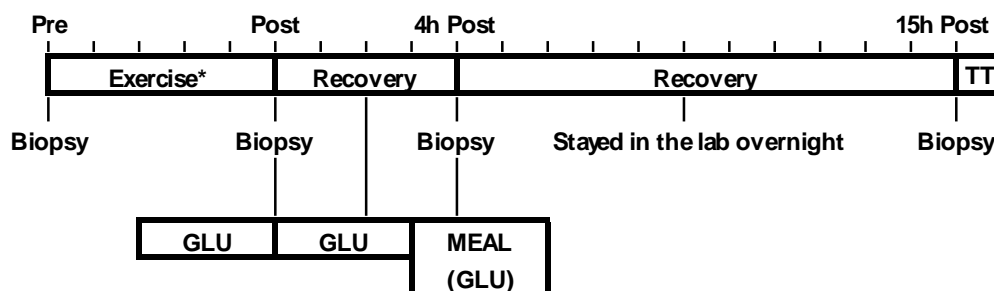 Pre Post 4h Post 15h Post
Exercise* Recovery Recovery TT
Biopsy Biopsy Biopsy Stayed in the lab overnight Biopsy
GLU GLU MEAL
(GLU)